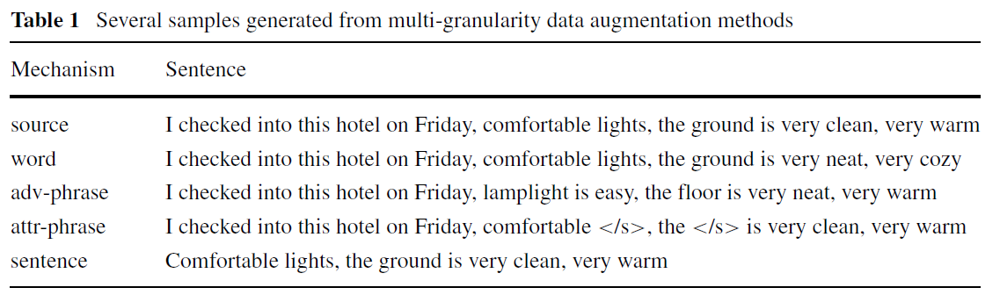 Table 1 Several samples generated from multi-granularity data augmentation methods
Mechanism Sentence
source I checked into this hotel on Friday, comfortable lights, the ground is very clean, very warm
word I checked into this hotel on Friday, comfortable lights, the ground is very neat, very cozy
adv-phrase I checked into this hotel on Friday, lamplight is easy, the floor is very neat, very warm
attr-phrase I checked into this hotel on Friday, comfortable </s>, the </s> is very clean, very warm
sentence Comfortable lights, the ground is very clean, very warm